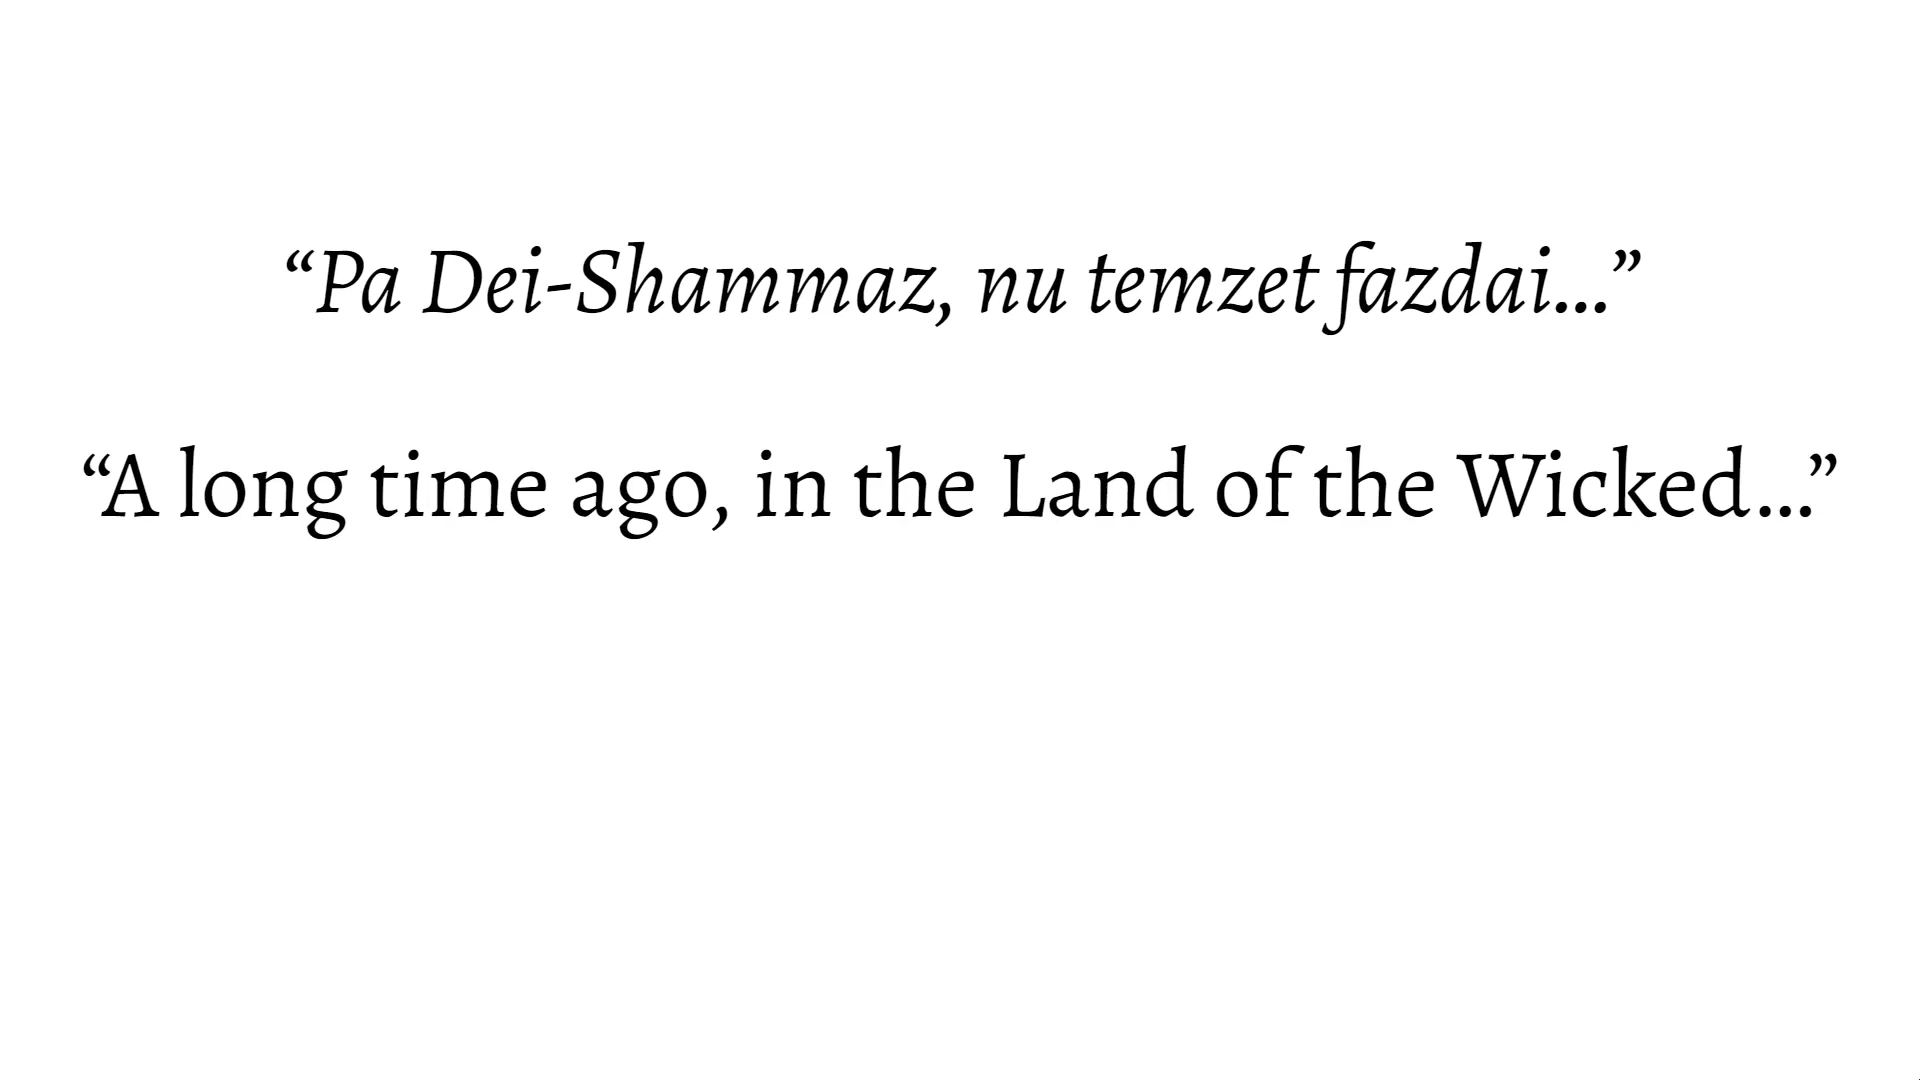 “Pa Dei-Shammaz, nu temzet fazdai...”
“A long time ago, in the Land of the Wicked...”